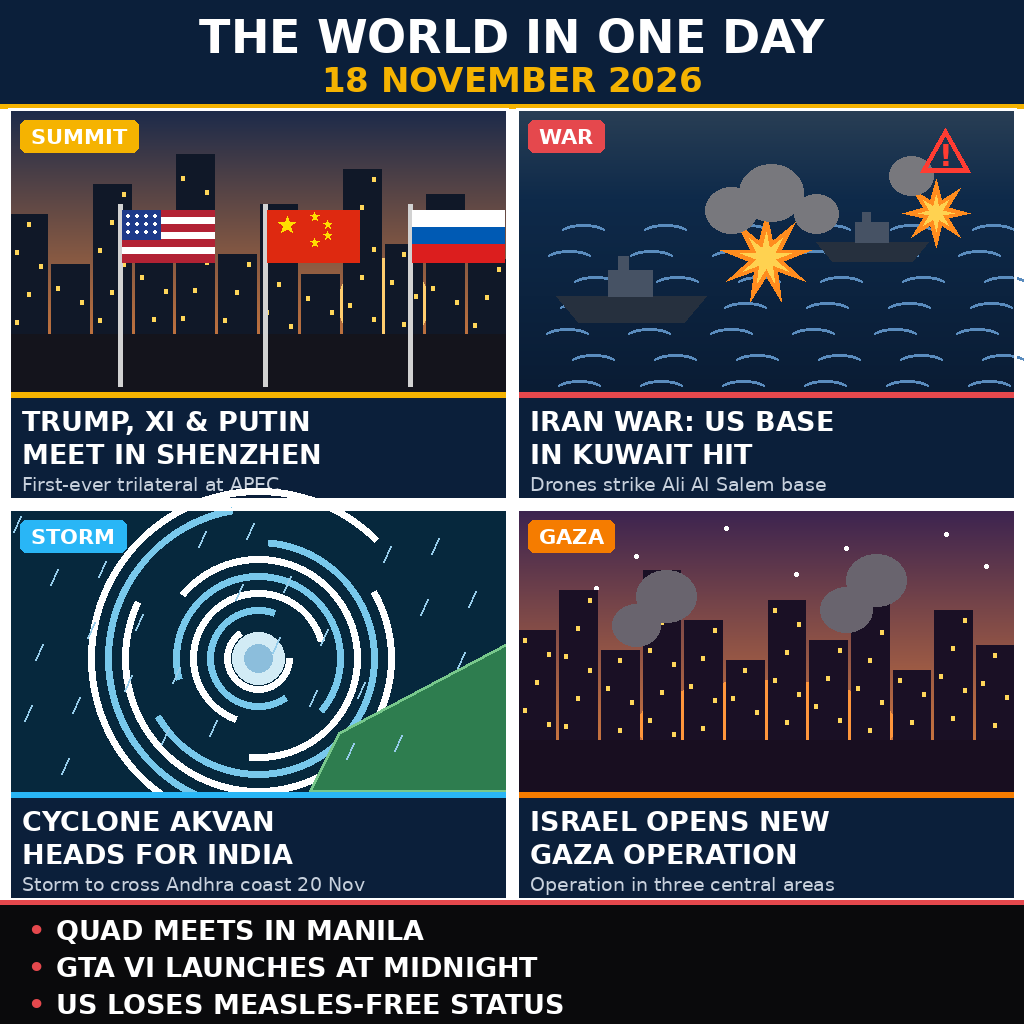 THE WORLD IN ONE DAY
18 NOVEMBER 2026
SUMMIT
TRUMP, XI & PUTIN
MEET IN SHENZHEN
First-ever trilateral at APEC
WAR
!
IRAN WAR: US BASE
IN KUWAIT HIT
Drones strike Ali Al Salem base
STORM
CYCLONE AKVAN
HEADS FOR INDIA
Storm to cross Andhra coast 20 Nov
GAZA
ISRAEL OPENS NEW
GAZA OPERATION
Operation in three central areas
• QUAD MEETS IN MANILA
• GTA VI LAUNCHES AT MIDNIGHT
• US LOSES MEASLES-FREE STATUS